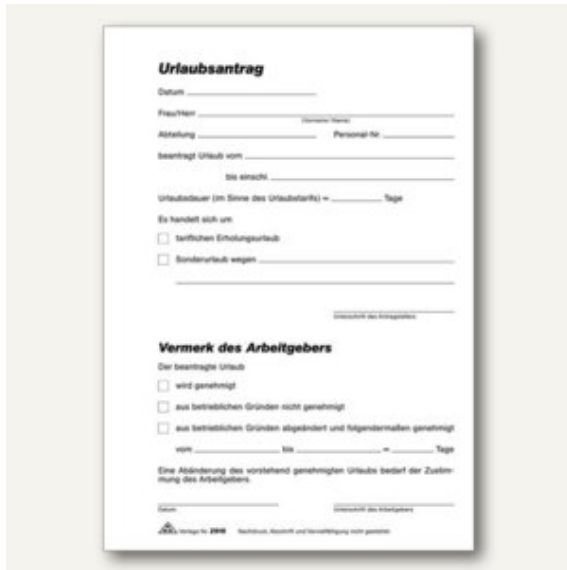 Urlaubsantrag
Datum
Frau/Herr
(Vorname/Name)
Abteilung Personal-Nr.
beantragt Urlaub vom
bis einschl.
Urlaubsdauer (im Sinne des Urlaubstarifs) = Tage
Es handelt sich um
tariflichen Erholungsurlaub
Sonderurlaub wegen
Unterschrift des Antragstellers
Vermerk des Arbeitgebers
Der beantragte Urlaub
wird genehmigt
aus betrieblichen Gründen nicht genehmigt
aus betrieblichen Gründen abgeändert und folgendermaßen genehmigt
vom bis = Tage
Eine Abänderung des vorstehend genehmigten Urlaubs bedarf der Zustim-
mung des Arbeitgebers.
Datum Unterschrift des Arbeitgebers
Verlags-Nr. 2910 Nachdruck, Abschrift und Vervielfältigung nicht gestattet